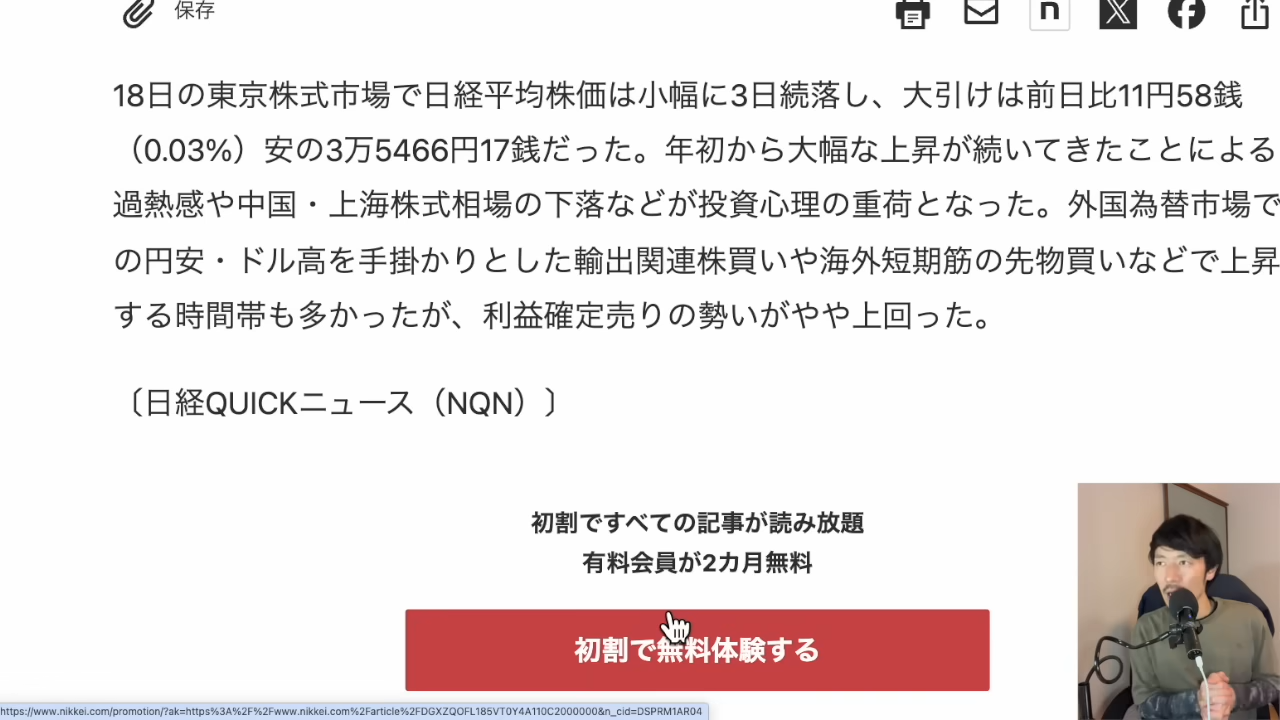 保存
n
X
18日の東京株式市場で日経平均株価は小幅に3日続落し、大引けは前日比11円58銭
（0.03%）安の3万5466円17銭だった。年初から大幅な上昇が続いてきたことによる
過熱感や中国・上海株式相場の下落などが投資心理の重荷となった。外国為替市場で
の円安・ドル高を手掛かりとした輸出関連株買いや海外短期筋の先物買いなどで上昇
する時間帯も多かったが、利益確定売りの勢いがやや上回った。
〔日経QUICKニュース（NQN）〕
初割ですべての記事が読み放題
有料会員が2カ月無料
初割で無料体験する
https://www.nikkei.com/promotion/?ak=https%3A%2F%2Fwww.nikkei.com%2Farticle%2FDGXZQOFL185VT0Y4A110C2000000&n_cid=DSPRM1AR04